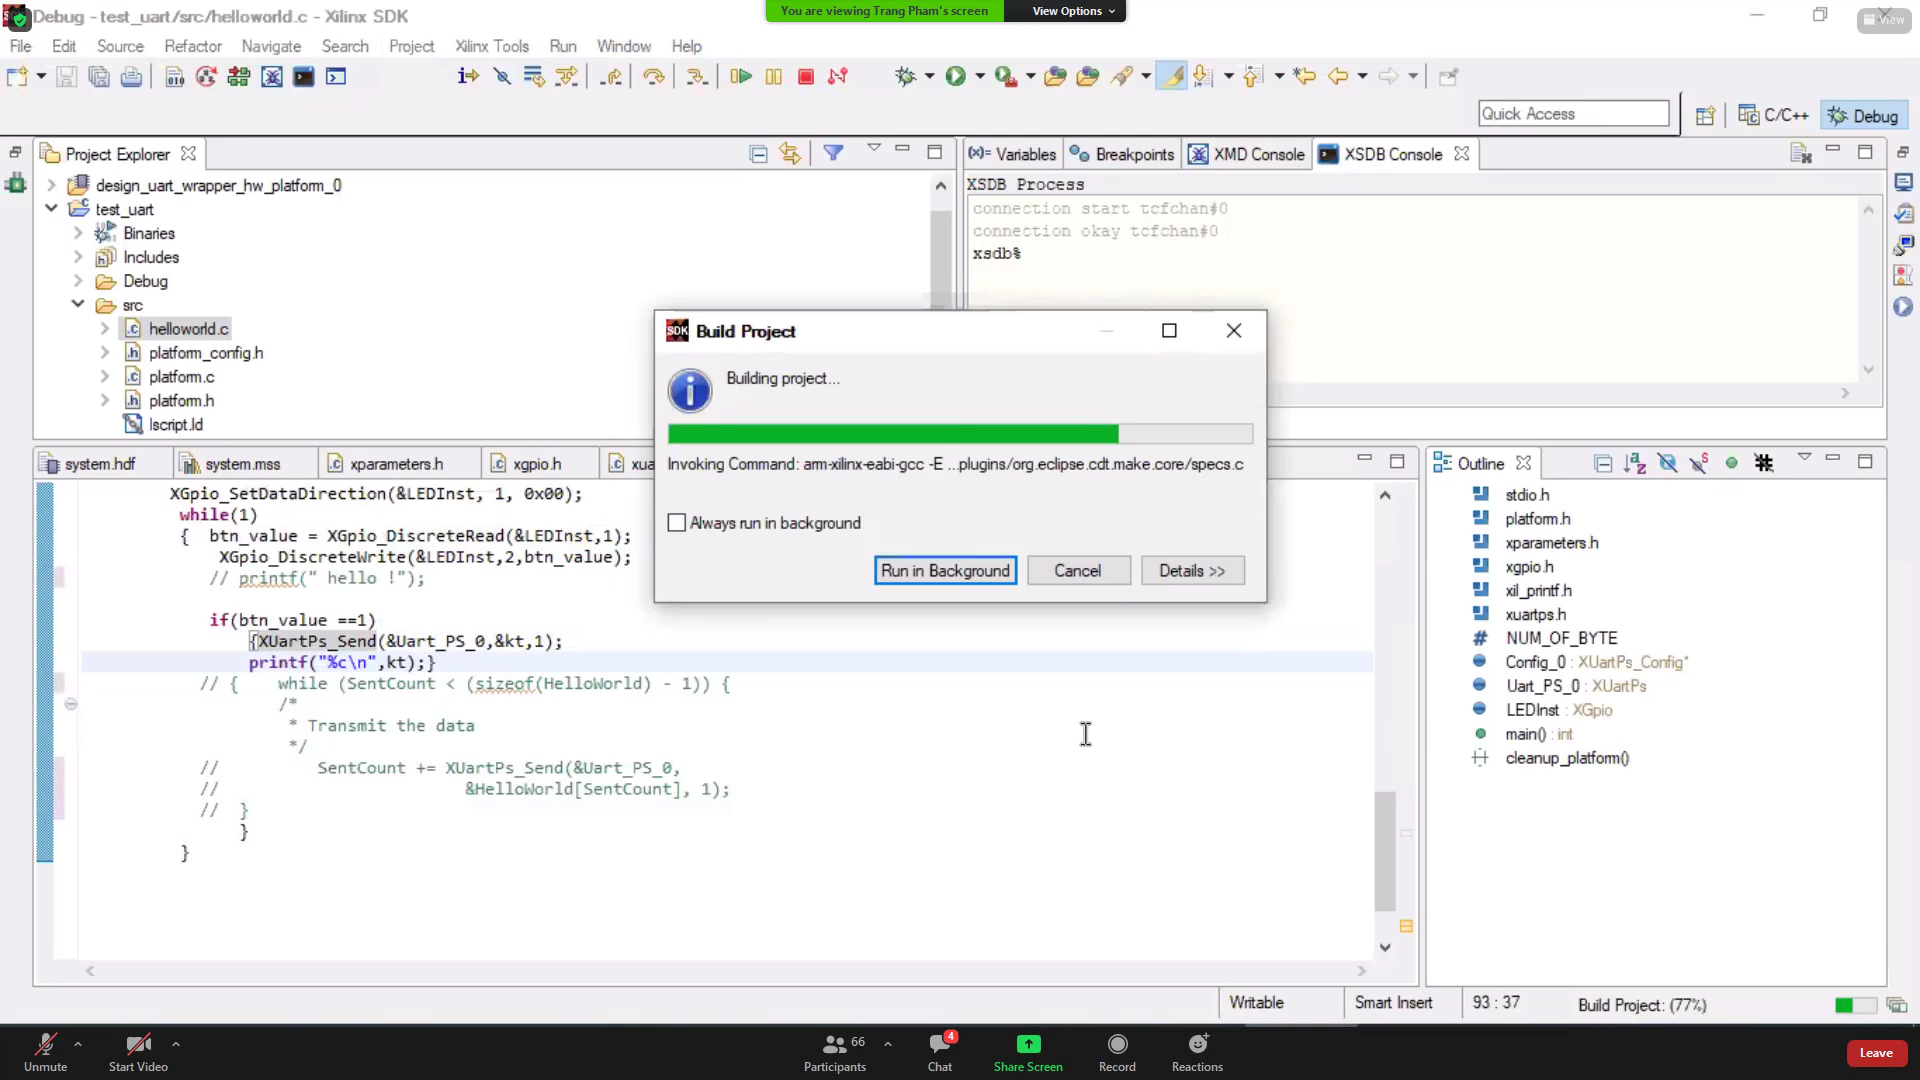 You are viewing Trang Pham's screen
View Options
Debug - test_uart/src/helloworld.c - Xilinx SDK
View
File Edit Source Refactor Navigate Search Project Xilinx Tools Run Window Help
Quick Access
C/C++
Debug
Project Explorer
design_uart_wrapper_hw_platform_0
test_uart
Binaries
Includes
Debug
src
helloworld.c
platform_config.h
platform.c
platform.h
lscript.ld
(x)= Variables
Breakpoints
XMD Console
XSDB Console
XSDB Process
connection start tcfchan#0
connection okay tcfchan#0
xsdb%
SDK Build Project
Building project...
Invoking Command: arm-xilinx-eabi-gcc -E ...plugins/org.eclipse.cdt.make.core/specs.c
Always run in background
Run in Background
Cancel
Details >>
system.hdf
system.mss
xparameters.h
xgpio.h
xua
XGpio_SetDataDirection(&LEDInst, 1, 0x00);
while(1)
{ btn_value = XGpio_DiscreteRead(&LEDInst,1);
XGpio_DiscreteWrite(&LEDInst,2,btn_value);
// printf(" hello !");
if(btn_value ==1)
{XUartPs_Send(&Uart_PS_0,&kt,1);
printf("%c\n",kt);}
// { while (SentCount < (sizeof(HelloWorld) - 1)) {
/*
* Transmit the data
*/
// SentCount += XUartPs_Send(&Uart_PS_0,
// &HelloWorld[SentCount], 1);
// }
}
}
Outline
stdio.h
platform.h
xparameters.h
xgpio.h
xil_printf.h
xuartps.h
# NUM_OF_BYTE
Config_0 : XUartPs_Config*
Uart_PS_0 : XUartPs
LEDInst : XGpio
main() : int
cleanup_platform()
Writable
Smart Insert
93 : 37
Build Project: (77%)
Unmute
Start Video
66
Participants
4
Chat
Share Screen
Record
Reactions
Leave